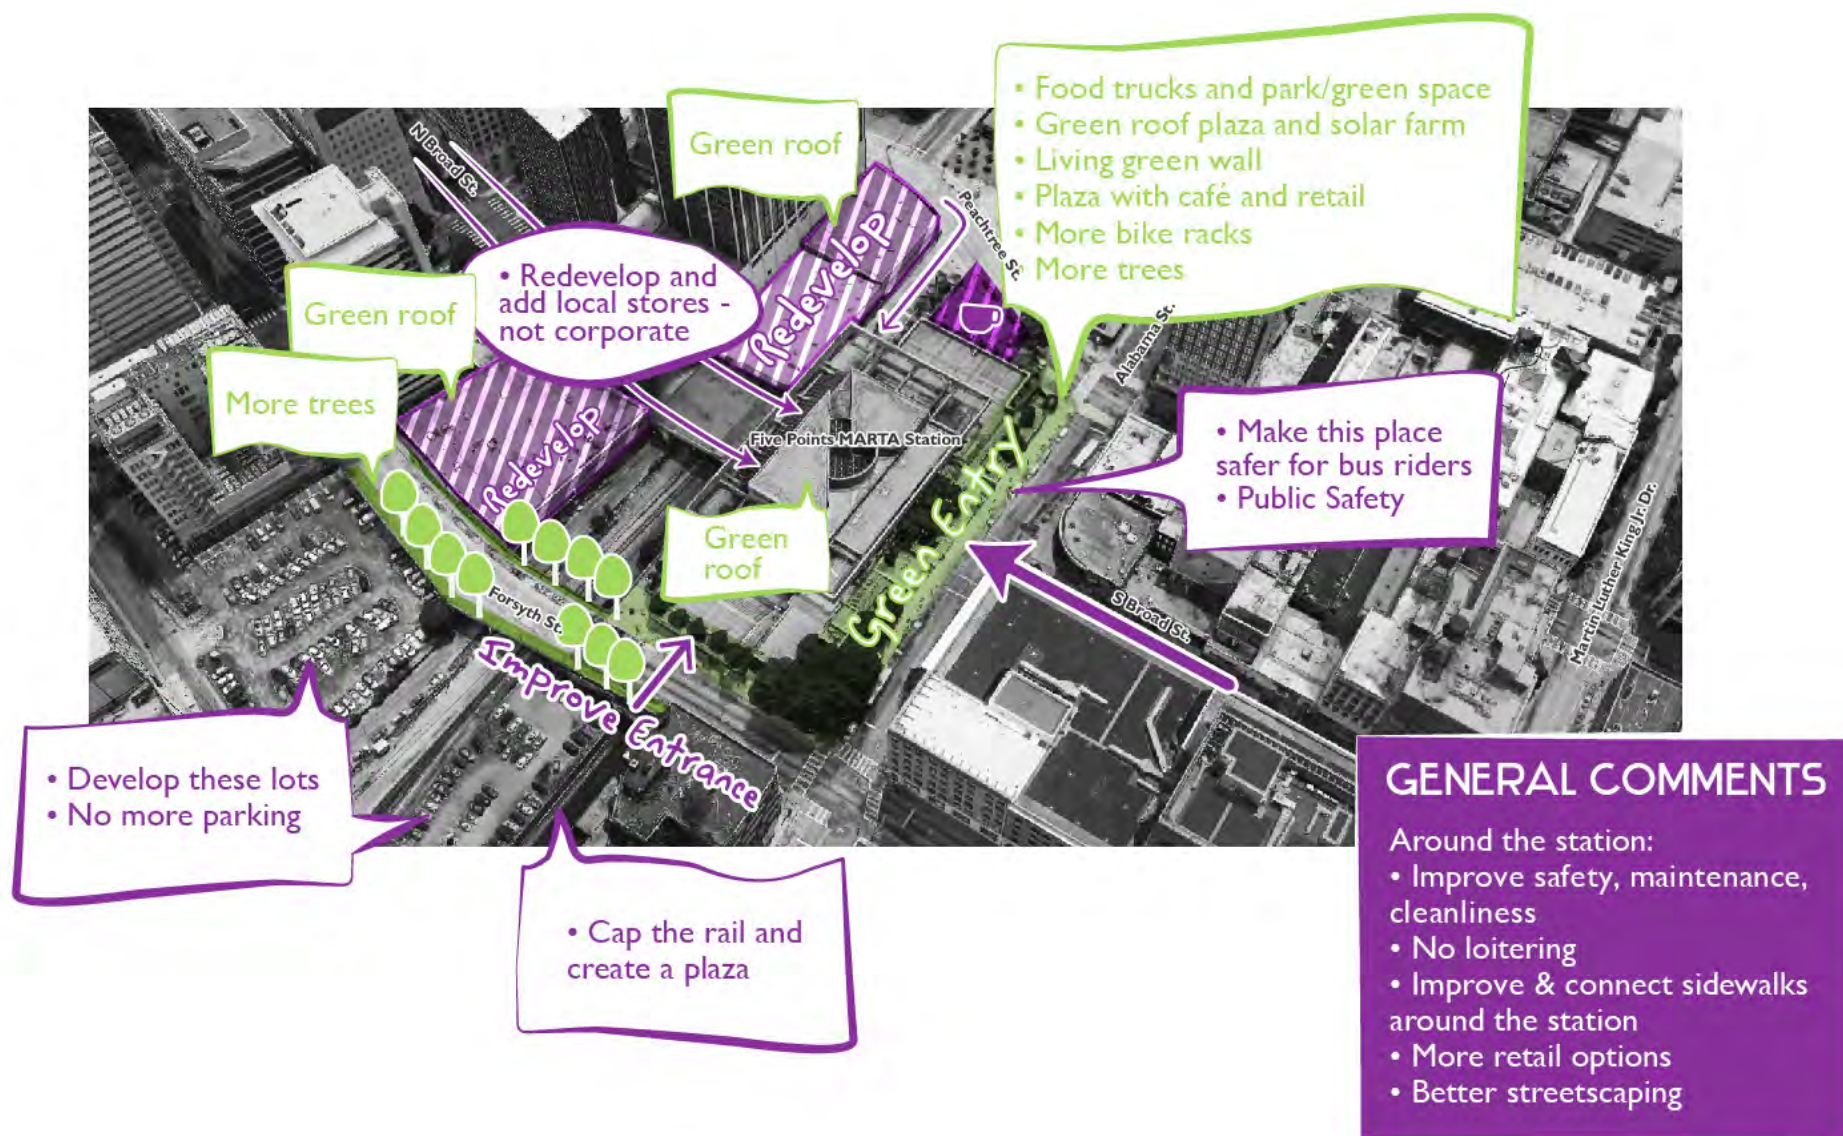 N Broad St.
Green roof
• Food trucks and park/green space
• Green roof plaza and solar farm
• Living green wall
• Plaza with café and retail
• More bike racks
• More trees
Peachtree St.
Redevelop
• Redevelop and
add local stores -
not corporate
Green roof
More trees
Redevelop
Alabama St.
Five Points MARTA Station
Green Entry
• Make this place
safer for bus riders
• Public Safety
Green
roof
Forsyth St.
S Broad St.
Martin Luther King Jr. Dr.
Improve Entrance
• Develop these lots
• No more parking
• Cap the rail and
create a plaza
GENERAL COMMENTS
Around the station:
• Improve safety, maintenance,
cleanliness
• No loitering
• Improve & connect sidewalks
around the station
• More retail options
• Better streetscaping